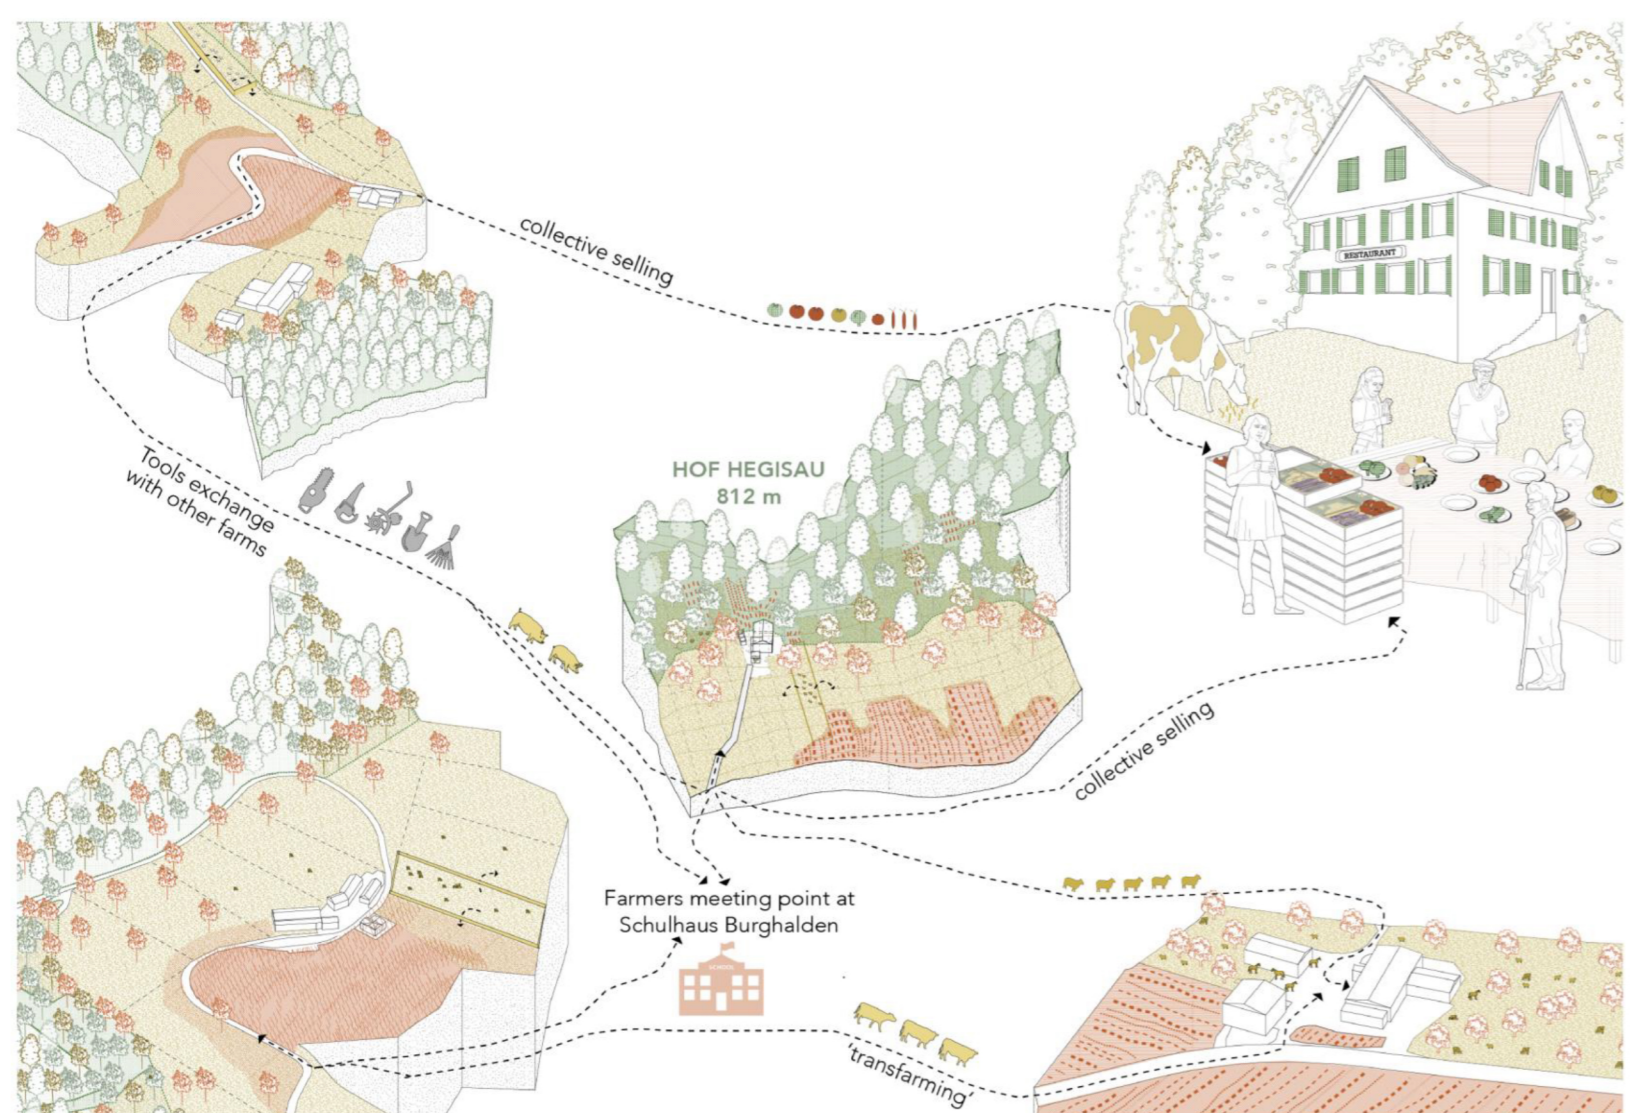 collective selling
RESTAURANT
Tools exchange
with other farms
HOF HEGISAU
812 m
collective selling
Farmers meeting point at
Schulhaus Burghalden
SCHOOL
'transfarming'